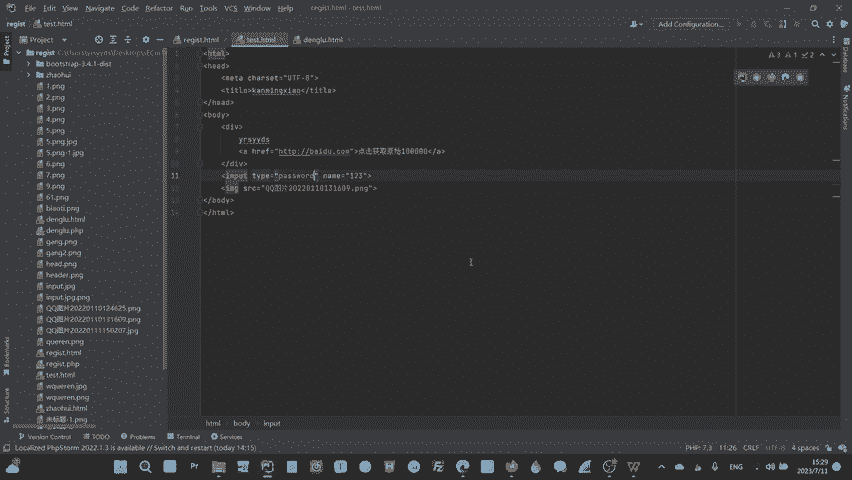 File Edit View Navigate Code Refactor Run Tools VCS Window Help regist.html - test.html
regist test.html Add Configuration...
Project regist.html test.html denglu.html
regist
bootstrap-3.4.1-dist
zhaohui
1.png
2.png
3.png
4.png
5.png
5.png.jpg
5.png-1.jpg
6.png
7.png
9.png
61.png
biaoti.png
denglu.html
denglu.php
gang.png
gang2.png
head.png
header.png
input.jpg
input.jpg.png
QQ图片20220110124625.png
QQ图片20220110131609.png
QQ图片20220111150207.jpg
queren.png
regist.html
regist.php
test.html
wqueren.jpg
wqueren.png
zhaohui.html
未标题-1.png
<html>
<head>
<meta charset="UTF-8">
<title>kanmingxiao</title>
</head>
<body>
<div>
yrsyyds
<a href="http://baidu.com">点击获取原始100000</a>
</div>
<input type="password" name="123">
<img src="QQ图片20220110131609.png">
</body>
</html>
Project
Bookmarks
Structure
Database
Notifications
3 1 2
html body input
Version Control TODO Problems Terminal Services
Localized PhpStorm 2022.1.3 is available // Switch and restart (today 14:15) PHP: 7.3 11:26 CRLF utf-8 4 spaces
Pr ENG 15:29
2023/7/11